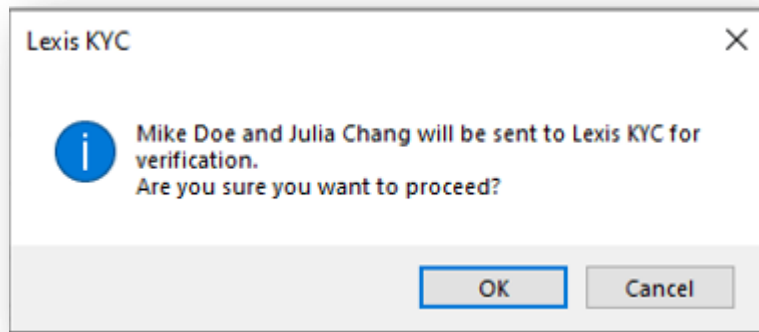 Lexis KYC
Mike Doe and Julia Chang will be sent to Lexis KYC for
verification.
Are you sure you want to proceed?
OK
Cancel